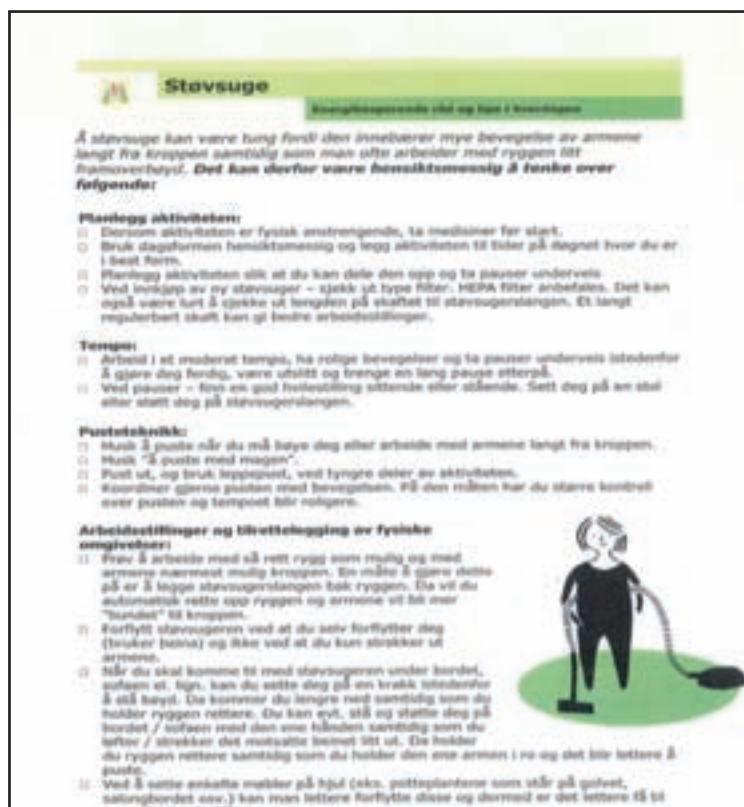 Støvsuge
Energibesparende råd og tips i hverdagen
Å støvsuge kan være tung fordi den innebærer mye bevegelse av armene
langt fra kroppen samtidig som man ofte arbeider med ryggen litt
framoverbøyd. Det kan derfor være hensiktsmessig å tenke over
følgende:
Planlegg aktiviteten:
Dersom aktiviteten er fysisk anstrengende, ta medisiner før start.
Bruk dagsformen hensiktsmessig og legg aktiviteten til tider på døgnet hvor du er
i best form.
Planlegg aktiviteten slik at du kan dele den opp og ta pauser underveis
Ved innkjøp av ny støvsuger – sjekk ut type filter. HEPA filter anbefales. Det kan
også være lurt å sjekke ut lengden på skaftet til støvsugerslangen. Et langt
regulerbart skaft kan gi bedre arbeidsstillinger.
Tempo:
Arbeid i et moderat tempo, ha rolige bevegelser og ta pauser underveis istedenfor
å gjøre deg ferdig, være utslitt og trenge en lang pause etterpå.
Ved pauser – finn en god hvilestilling sittende eller stående. Sett deg på en stol
eller støtt deg på støvsugerslangen.
Pusteteknikk:
Husk å puste når du må bøye deg eller arbeide med armene langt fra kroppen.
Husk "å puste med magen".
Pust ut, og bruk leppepust, ved tyngre deler av aktiviteten.
Koordiner gjerne pusten med bevegelsen. På den måten har du større kontroll
over pusten og tempoet blir roligere.
Arbeidsstillinger og tilrettelegging av fysiske
omgivelser:
Prøv å arbeide med så rett rygg som mulig og med
armene nærmest mulig kroppen. En måte å gjøre dette
på er å legge støvsugerslangen bak ryggen. Da vil du
automatisk rette opp ryggen og armene vil bli mer
"bundet" til kroppen.
Forflytt støvsugeren ved at du selv forflytter deg
(bruker beina) og ikke ved at du kun strekker ut
armene.
Når du skal komme til med støvsugeren under bordet,
sofaen el. lign. kan du sette deg på en krakk istedenfor
å stå bøyd. Da kommer du lengre ned samtidig som du
holder ryggen rettere. Du kan evt. stå og støtte deg på
bordet / sofaen med den ene hånden samtidig som du
løfter / strekker det motsatte beinet litt ut. Da holder
du ryggen rettere samtidig som du holder den ene armen i ro og det blir lettere å
puste.
Ved å sette enkelte møbler på hjul (eks. potteplantene som står på gulvet,
salongbordet osv.) kan man lettere forflytte disse og dermed er det lettere få til